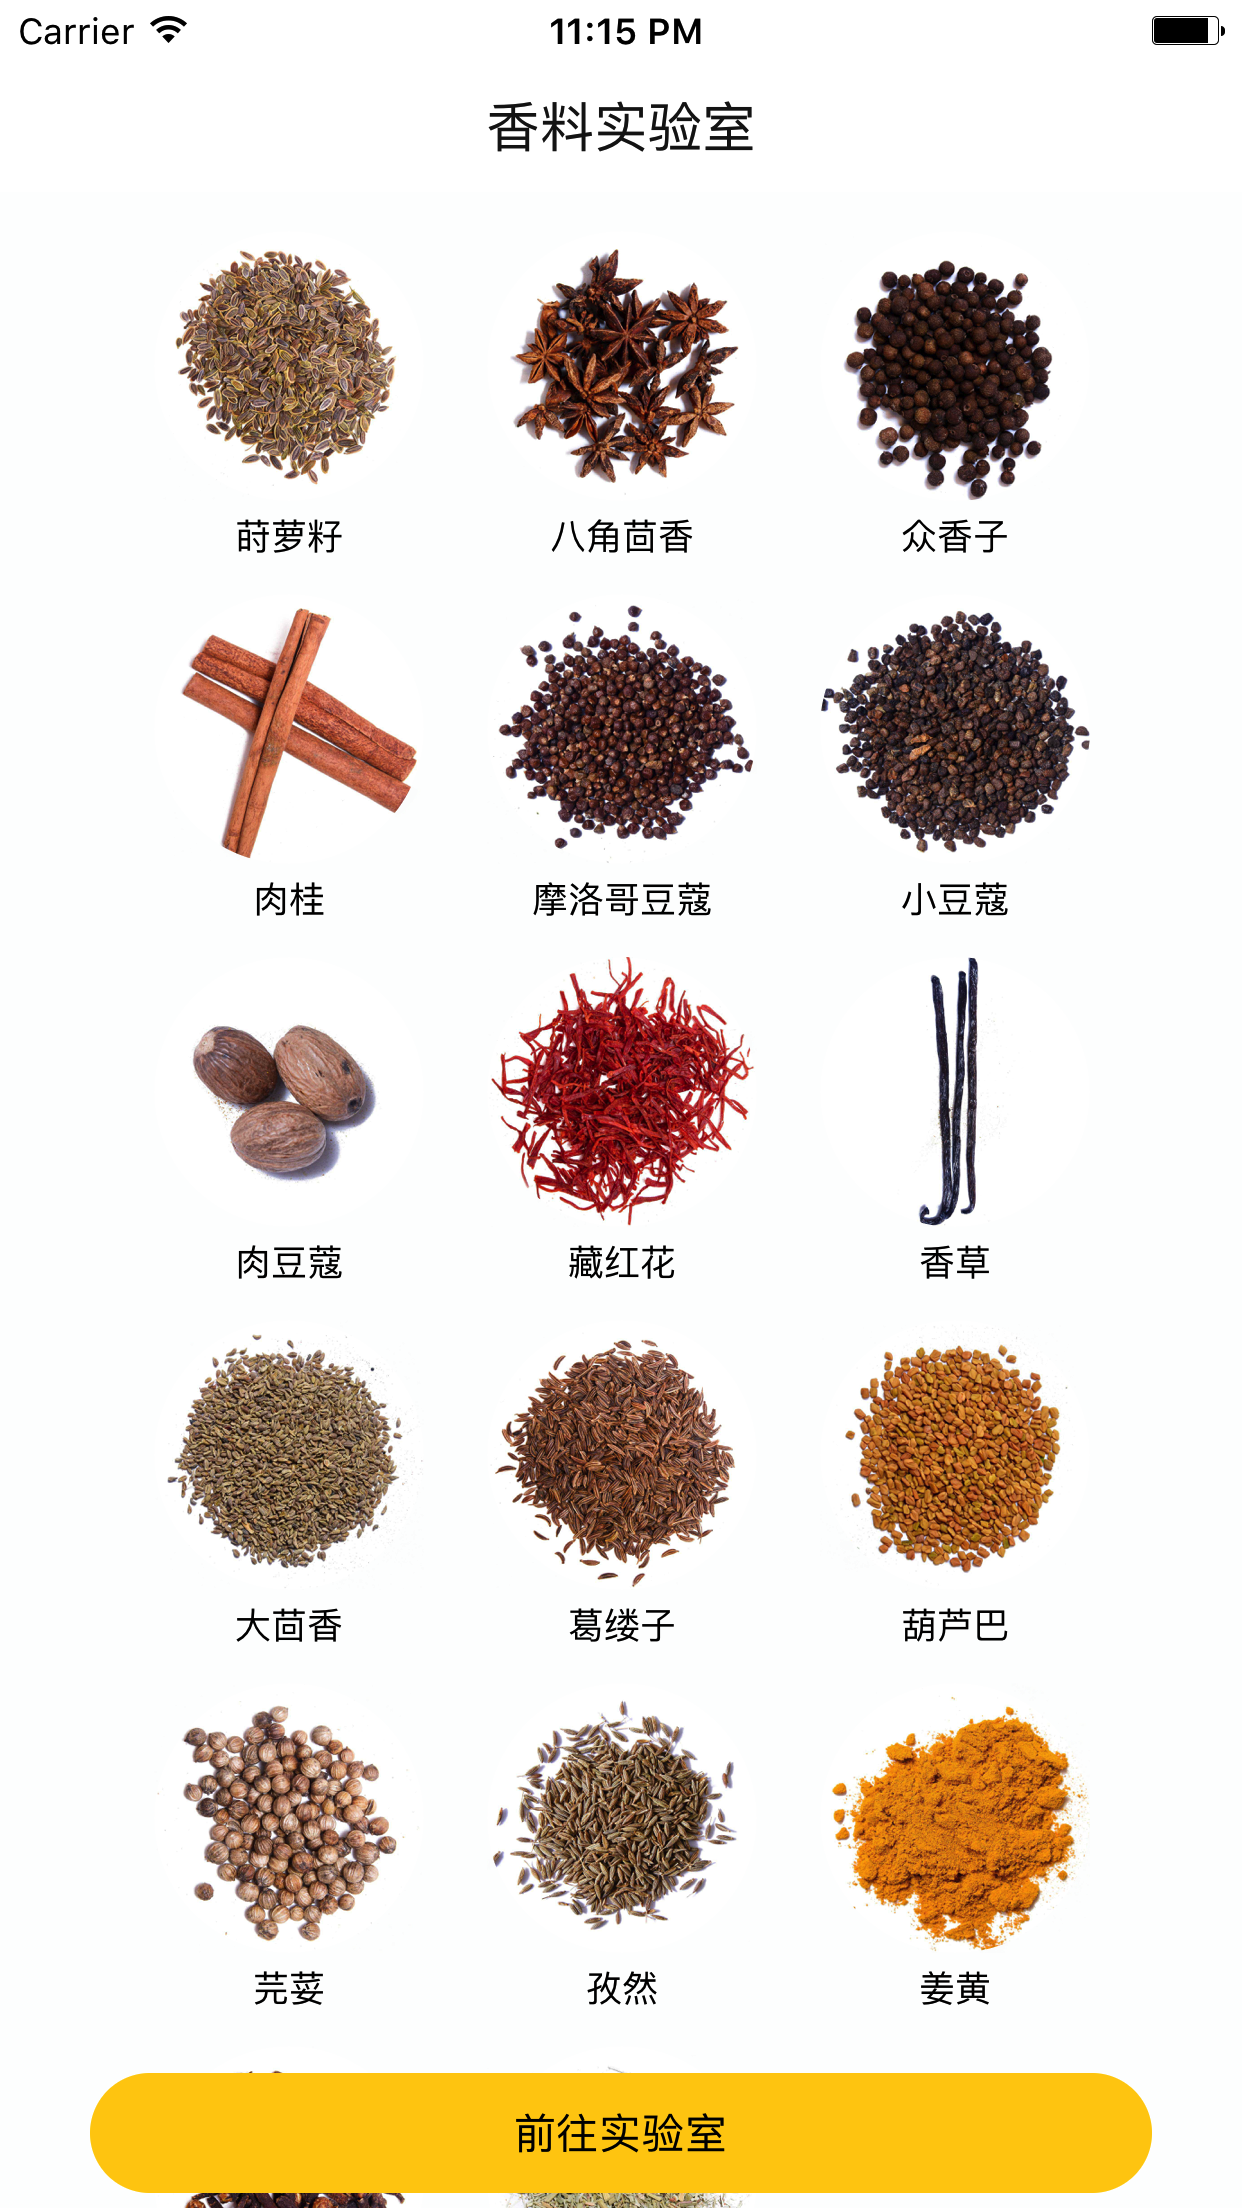 Carrier 11:15 PM
香料实验室
莳萝籽 八角茴香 众香子
肉桂 摩洛哥豆蔻 小豆蔻
肉豆蔻 藏红花 香草
大茴香 葛缕子 葫芦巴
芫荽 孜然 姜黄
前往实验室